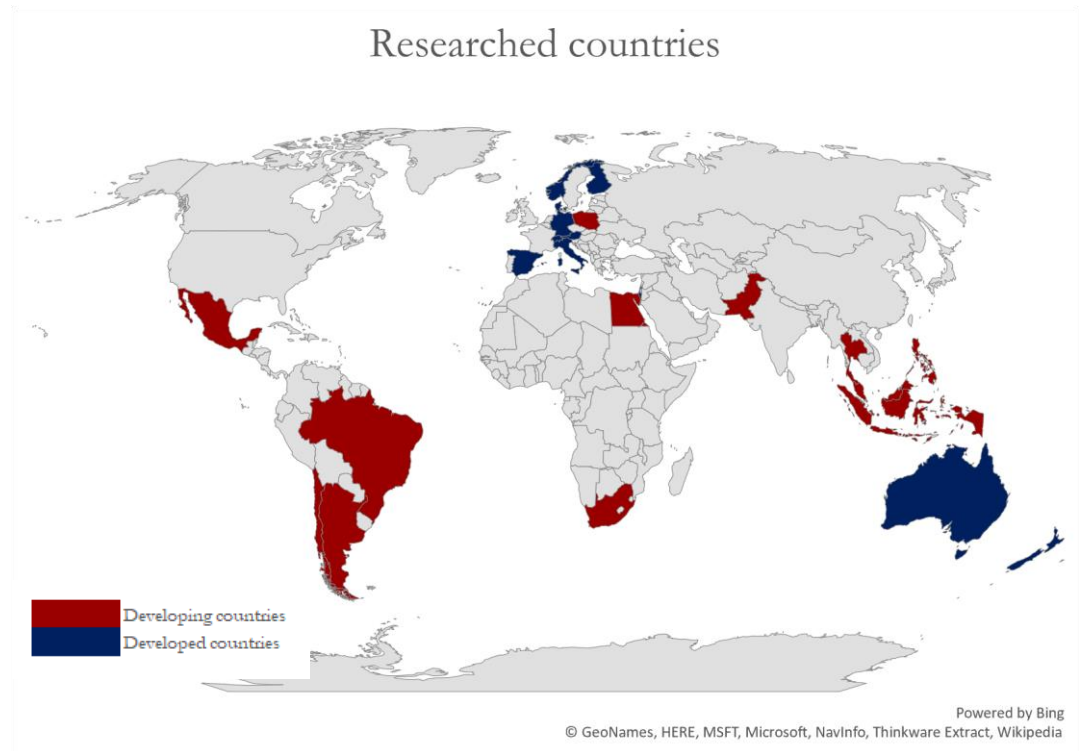 Researched countries
Developing countries
Developed countries
Powered by Bing
© GeoNames, HERE, MSFT, Microsoft, NavInfo, Thinkware Extract, Wikipedia